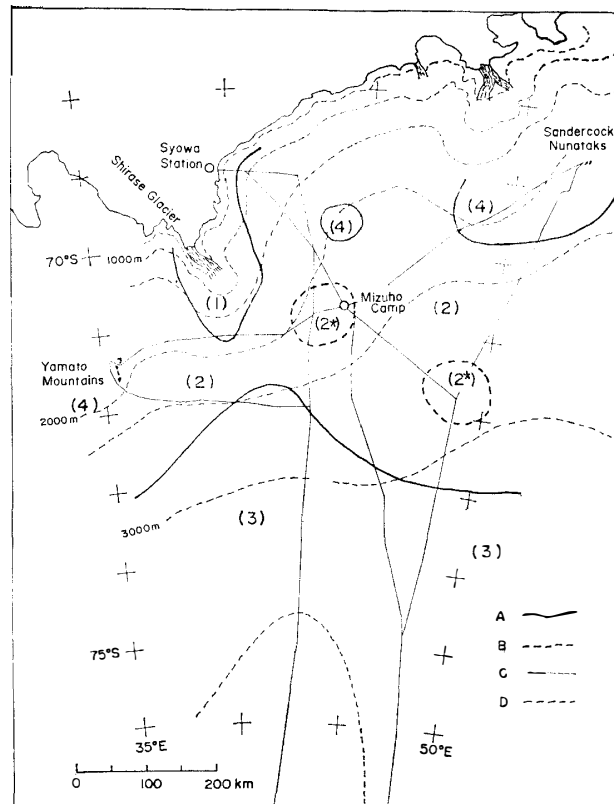 Sandercock
Nunataks
Syowa
Station
Shirase Glacier
(4)
(4)
70°S
1000m
(1)
(2)
Mizuho
Camp
(2*)
Yamato
Mountains
(2)
(2*)
(4)
2000m
(3)
3000m
(3)
A
B
C
D
75°S
35°E
50°E
0 100 200 km